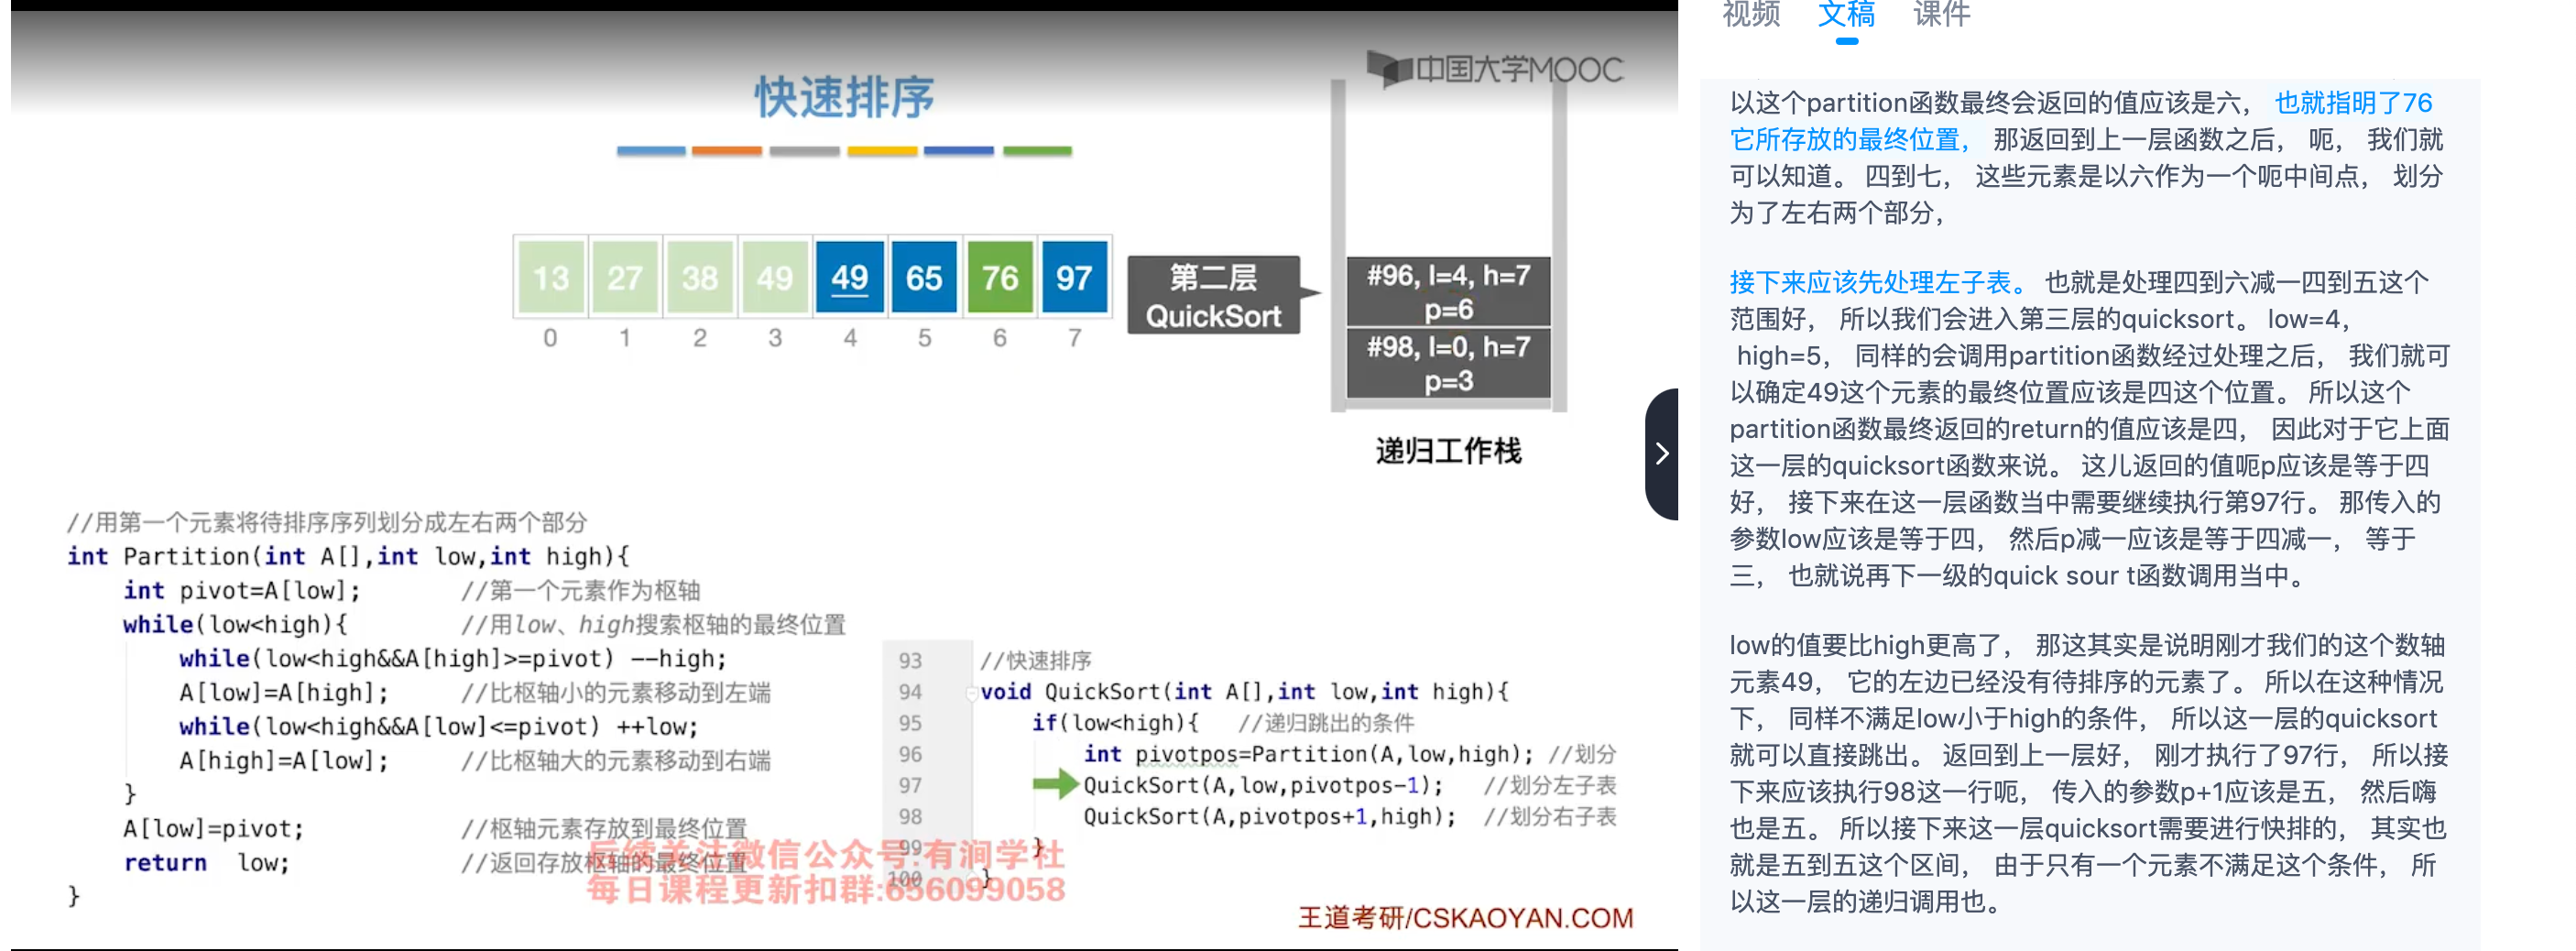 中国大学MOOC
快速排序
13 27 38 49 49 65 76 97
0 1 2 3 4 5 6 7
第二层
QuickSort
#96, l=4, h=7
p=6
#98, l=0, h=7
p=3
递归工作栈
//用第一个元素将待排序序列划分成左右两个部分
int Partition(int A[],int low,int high){
int pivot=A[low]; //第一个元素作为枢轴
while(low<high){ //用low、high搜索枢轴的最终位置
while(low<high&&A[high]>=pivot) --high;
A[low]=A[high]; //比枢轴小的元素移动到左端
while(low<high&&A[low]<=pivot) ++low;
A[high]=A[low]; //比枢轴大的元素移动到右端
}
A[low]=pivot; //枢轴元素存放到最终位置
return low; //返回存放枢轴的最终位置
}
93 //快速排序
94 void QuickSort(int A[],int low,int high){
95 if(low<high){ //递归跳出的条件
96 int pivotpos=Partition(A,low,high); //划分
97 QuickSort(A,low,pivotpos-1); //划分左子表
98 QuickSort(A,pivotpos+1,high); //划分右子表
99 }
100 }
后续关注微信公众号:有涧学社
每日课程更新扣群:656099058
王道考研/CSKAOYAN.COM
视频 文稿 课件
以这个partition函数最终会返回的值应该是六， 也就指明了76
它所存放的最终位置， 那返回到上一层函数之后， 呃， 我们就
可以知道。 四到七， 这些元素是以六作为一个呃中间点， 划分
为了左右两个部分，
接下来应该先处理左子表。 也就是处理四到六减一四到五这个
范围好， 所以我们会进入第三层的quicksort。 low=4，
high=5， 同样的会调用partition函数经过处理之后， 我们就可
以确定49这个元素的最终位置应该是四这个位置。 所以这个
partition函数最终返回的return的值应该是四， 因此对于它上面
这一层的quicksort函数来说。 这儿返回的值呃p应该是等于四
好， 接下来在这一层函数当中需要继续执行第97行。 那传入的
参数low应该是等于四， 然后p减一应该是等于四减一， 等于
三， 也就说再下一级的quick sour t函数调用当中。
low的值要比high更高了， 那这其实是说明刚才我们的这个数轴
元素49， 它的左边已经没有待排序的元素了。 所以在这种情况
下， 同样不满足low小于high的条件， 所以这一层的quicksort
就可以直接跳出。 返回到上一层好， 刚才执行了97行， 所以接
下来应该执行98这一行呃， 传入的参数p+1应该是五， 然后嗨
也是五。 所以接下来这一层quicksort需要进行快排的， 其实也
就是五到五这个区间， 由于只有一个元素不满足这个条件， 所
以这一层的递归调用也。